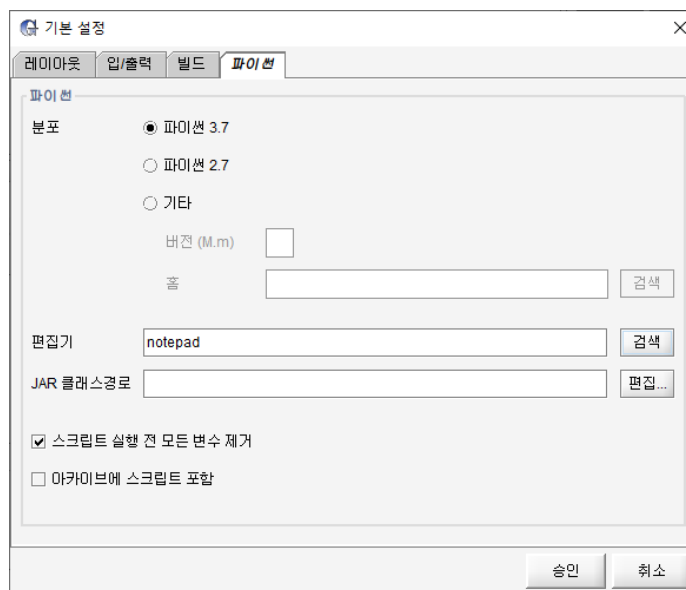 기본 설정
레이아웃 입/출력 빌드 파이썬
파이썬
분포 파이썬 3.7
파이썬 2.7
기타
버전 (M.m)
홈 검색
편집기 notepad 검색
JAR 클래스경로 편집...
스크립트 실행 전 모든 변수 제거
아카이브에 스크립트 포함
승인 취소